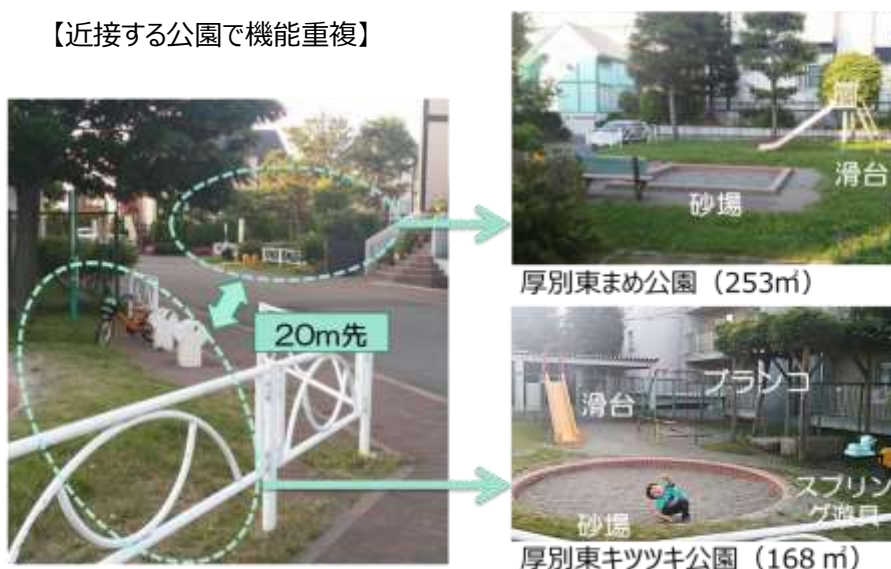 【近接する公園で機能重複】
20m先
滑台
砂場
厚別東まめ公園（253㎡）
ブランコ
滑台
スプリン
グ遊具
砂場
厚別東キツツキ公園（168 ㎡）